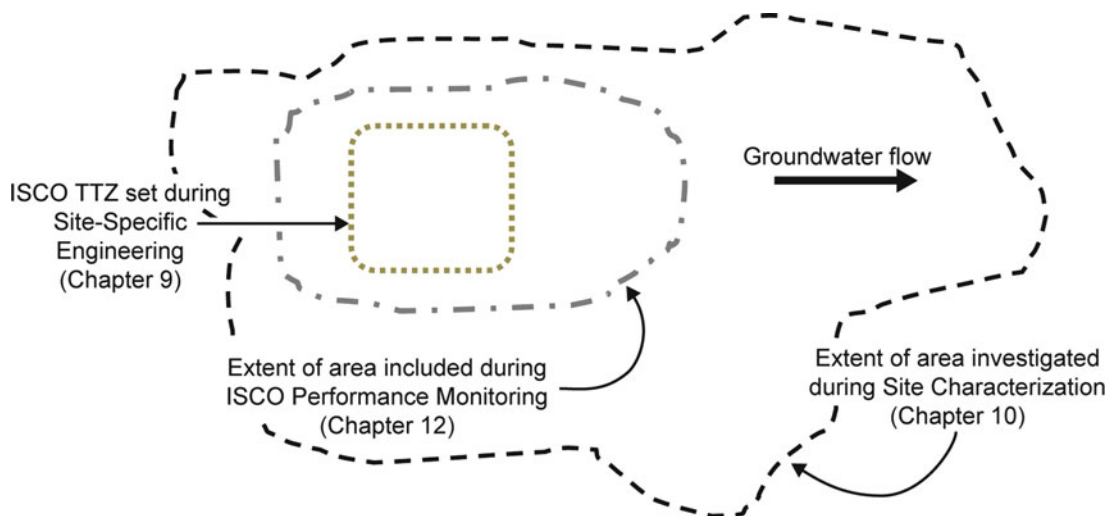 Groundwater flow
ISCO TTZ set during
Site-Specific
Engineering
(Chapter 9)
Extent of area included during
ISCO Performance Monitoring
(Chapter 12)
Extent of area investigated
during Site Characterization
(Chapter 10)